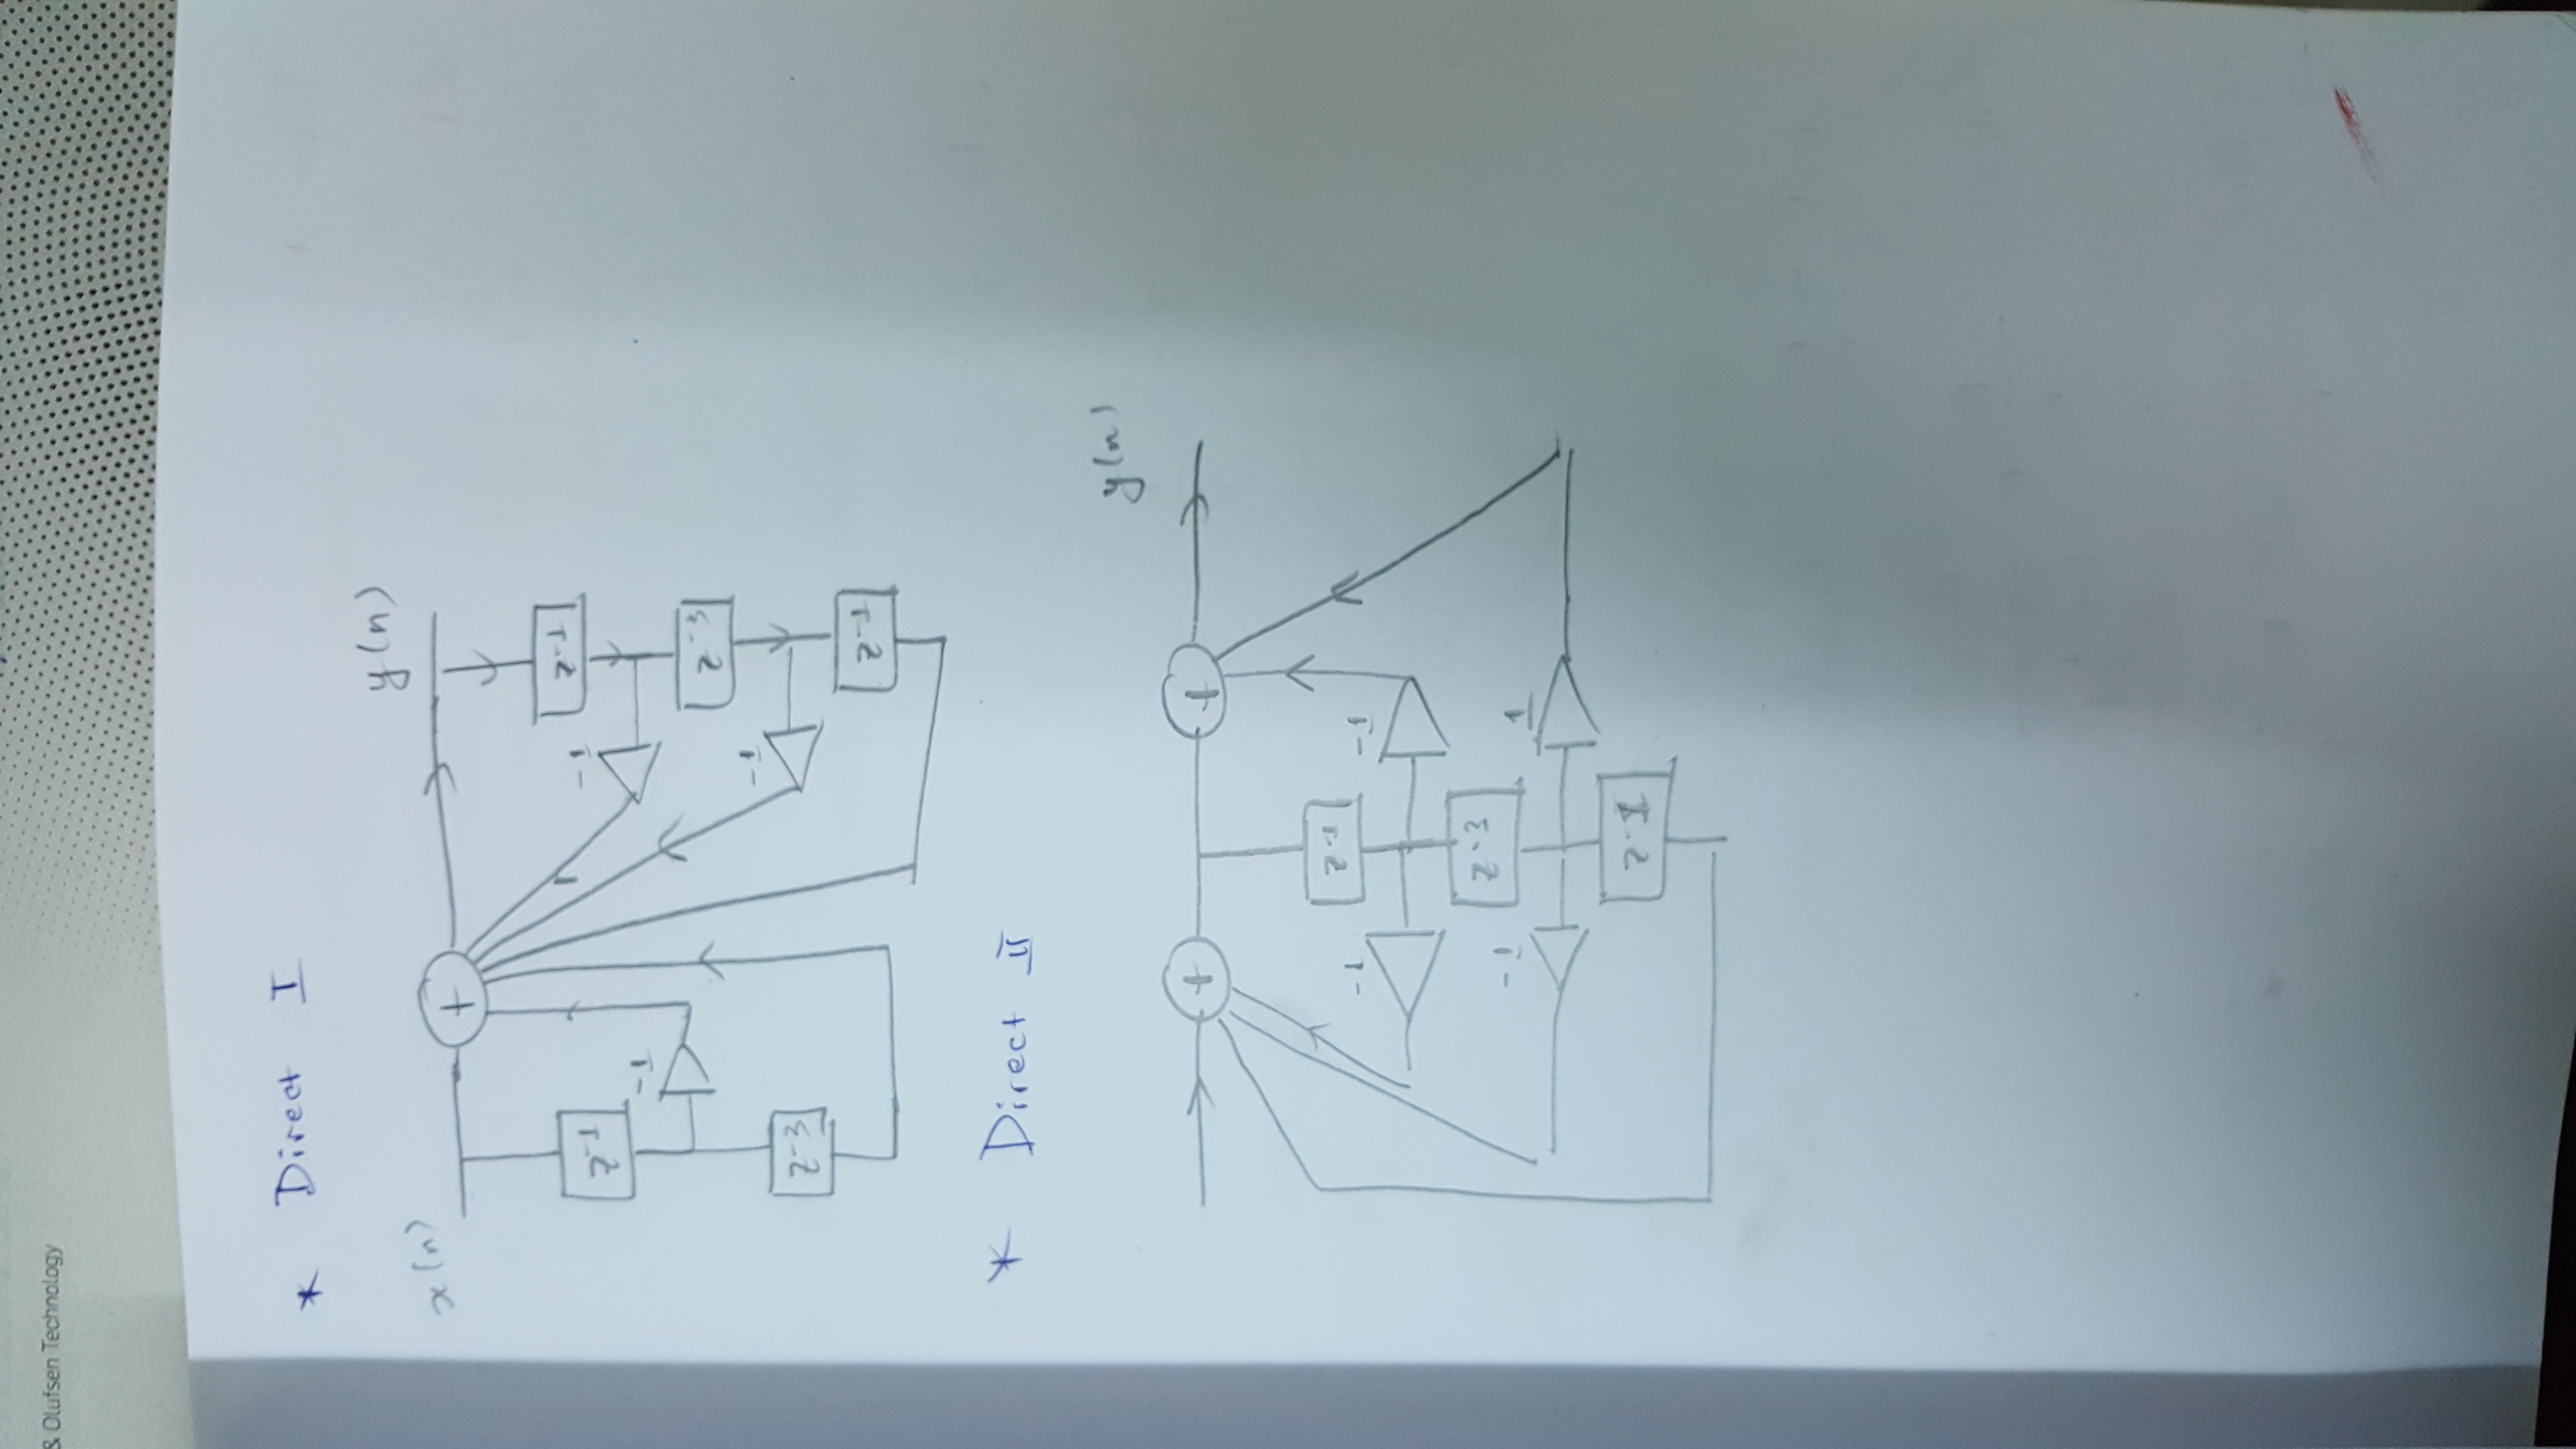 * Direct I
x(n) y(n)
+
z-1 z-1
-1 -1
z-3 z-3
-1
z-1
* Direct II
y(n)
+ +
z-1
-1 -1
z-3
-1 1
z-1
& Olufsen Technology